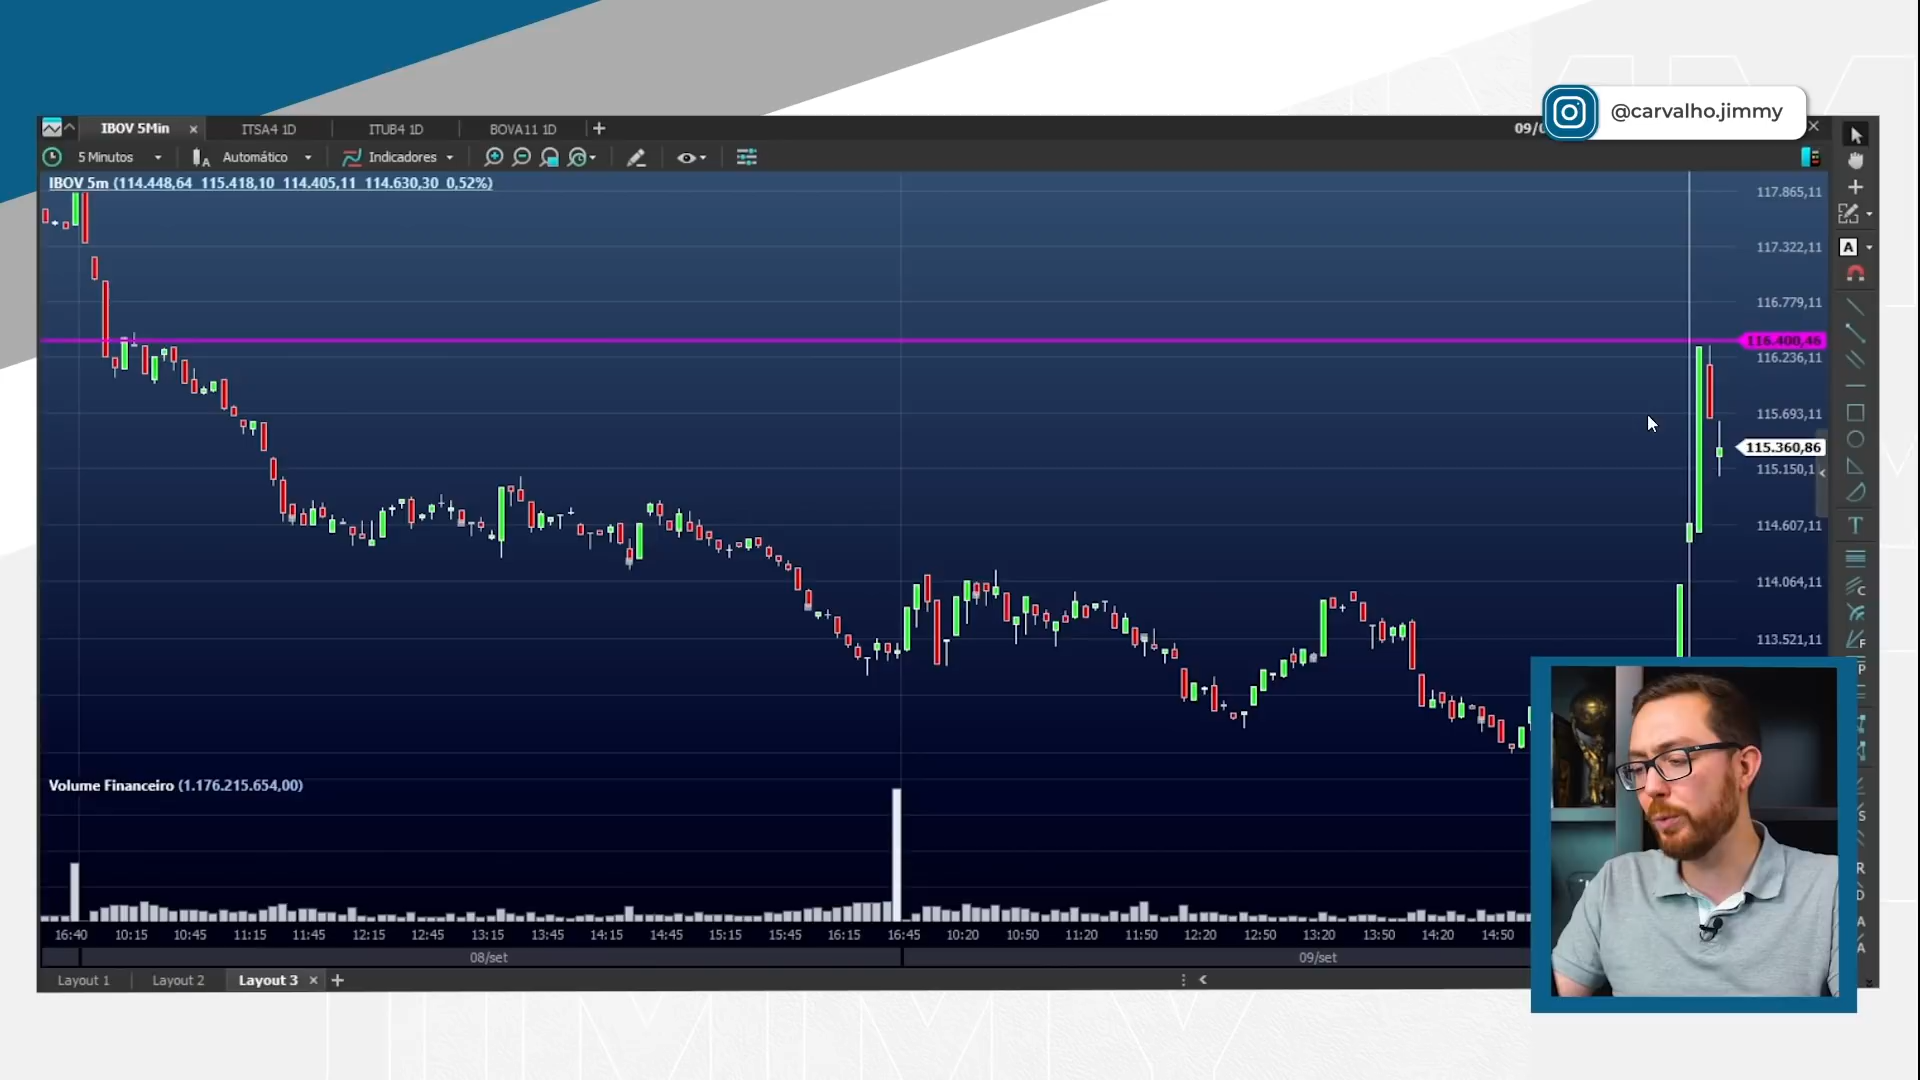 @carvalho.jimmy
IBOV 5Min
ITSA4 1D
ITUB4 1D
BOVA11 1D
5 Minutos
Automático
Indicadores
IBOV 5m (114.448,64 115.418,10 114.405,11 114.630,30 0,52%)
117.865,11
117.322,11
116.779,11
116.400,46
116.236,11
115.693,11
115.360,86
114.607,11
114.064,11
113.521,11
Volume Financeiro (1.176.215.654,00)
16:40 10:15 10:45 11:15 11:45 12:15 12:45 13:15 13:45 14:15 14:45 15:15 15:45 16:15 16:45 10:20 10:50 11:20 11:50 12:20 12:50 13:20 13:50 14:20 14:50
08/set 09/set
Layout 1 Layout 2 Layout 3